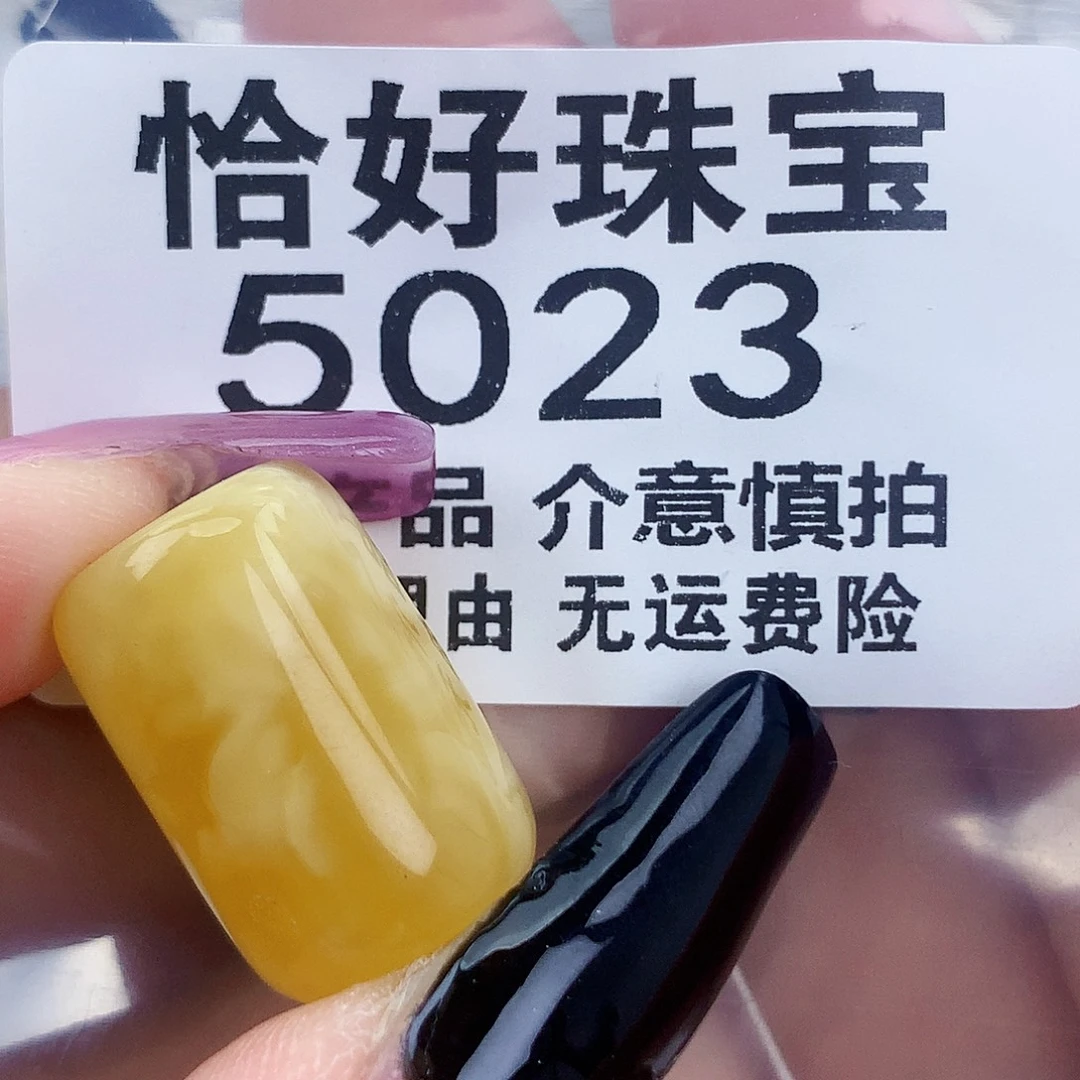 恰好珠宝
5023
品 介意慎拍
由 无运费险